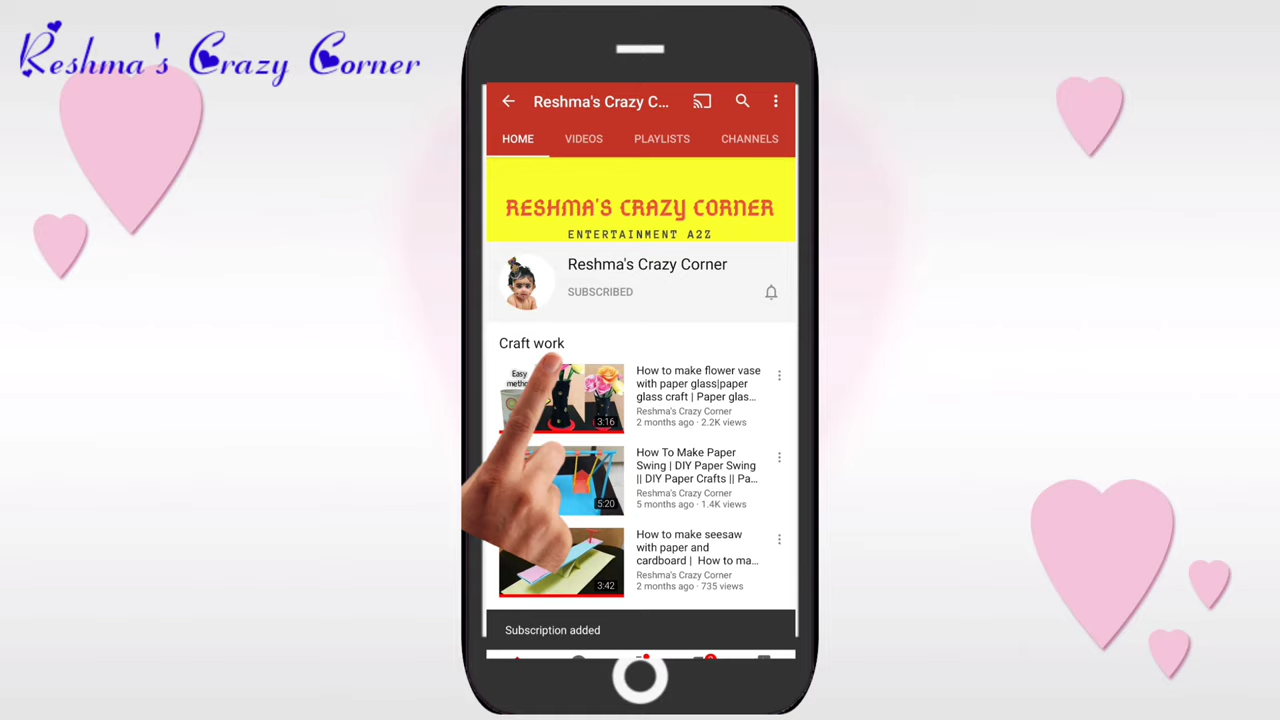 Reshma's Crazy Corner
Reshma's Crazy C...
HOME VIDEOS PLAYLISTS CHANNELS
RESHMA'S CRAZY CORNER
ENTERTAINMENT A2Z
Reshma's Crazy Corner
SUBSCRIBED
Craft work
Easy
metho
3:16
How to make flower vase
with paper glass|paper
glass craft | Paper glas...
Reshma's Crazy Corner
2 months ago · 2.2K views
5:20
How To Make Paper
Swing | DIY Paper Swing
|| DIY Paper Crafts || Pa...
Reshma's Crazy Corner
5 months ago · 1.4K views
3:42
How to make seesaw
with paper and
cardboard | How to ma...
Reshma's Crazy Corner
2 months ago · 735 views
Subscription added